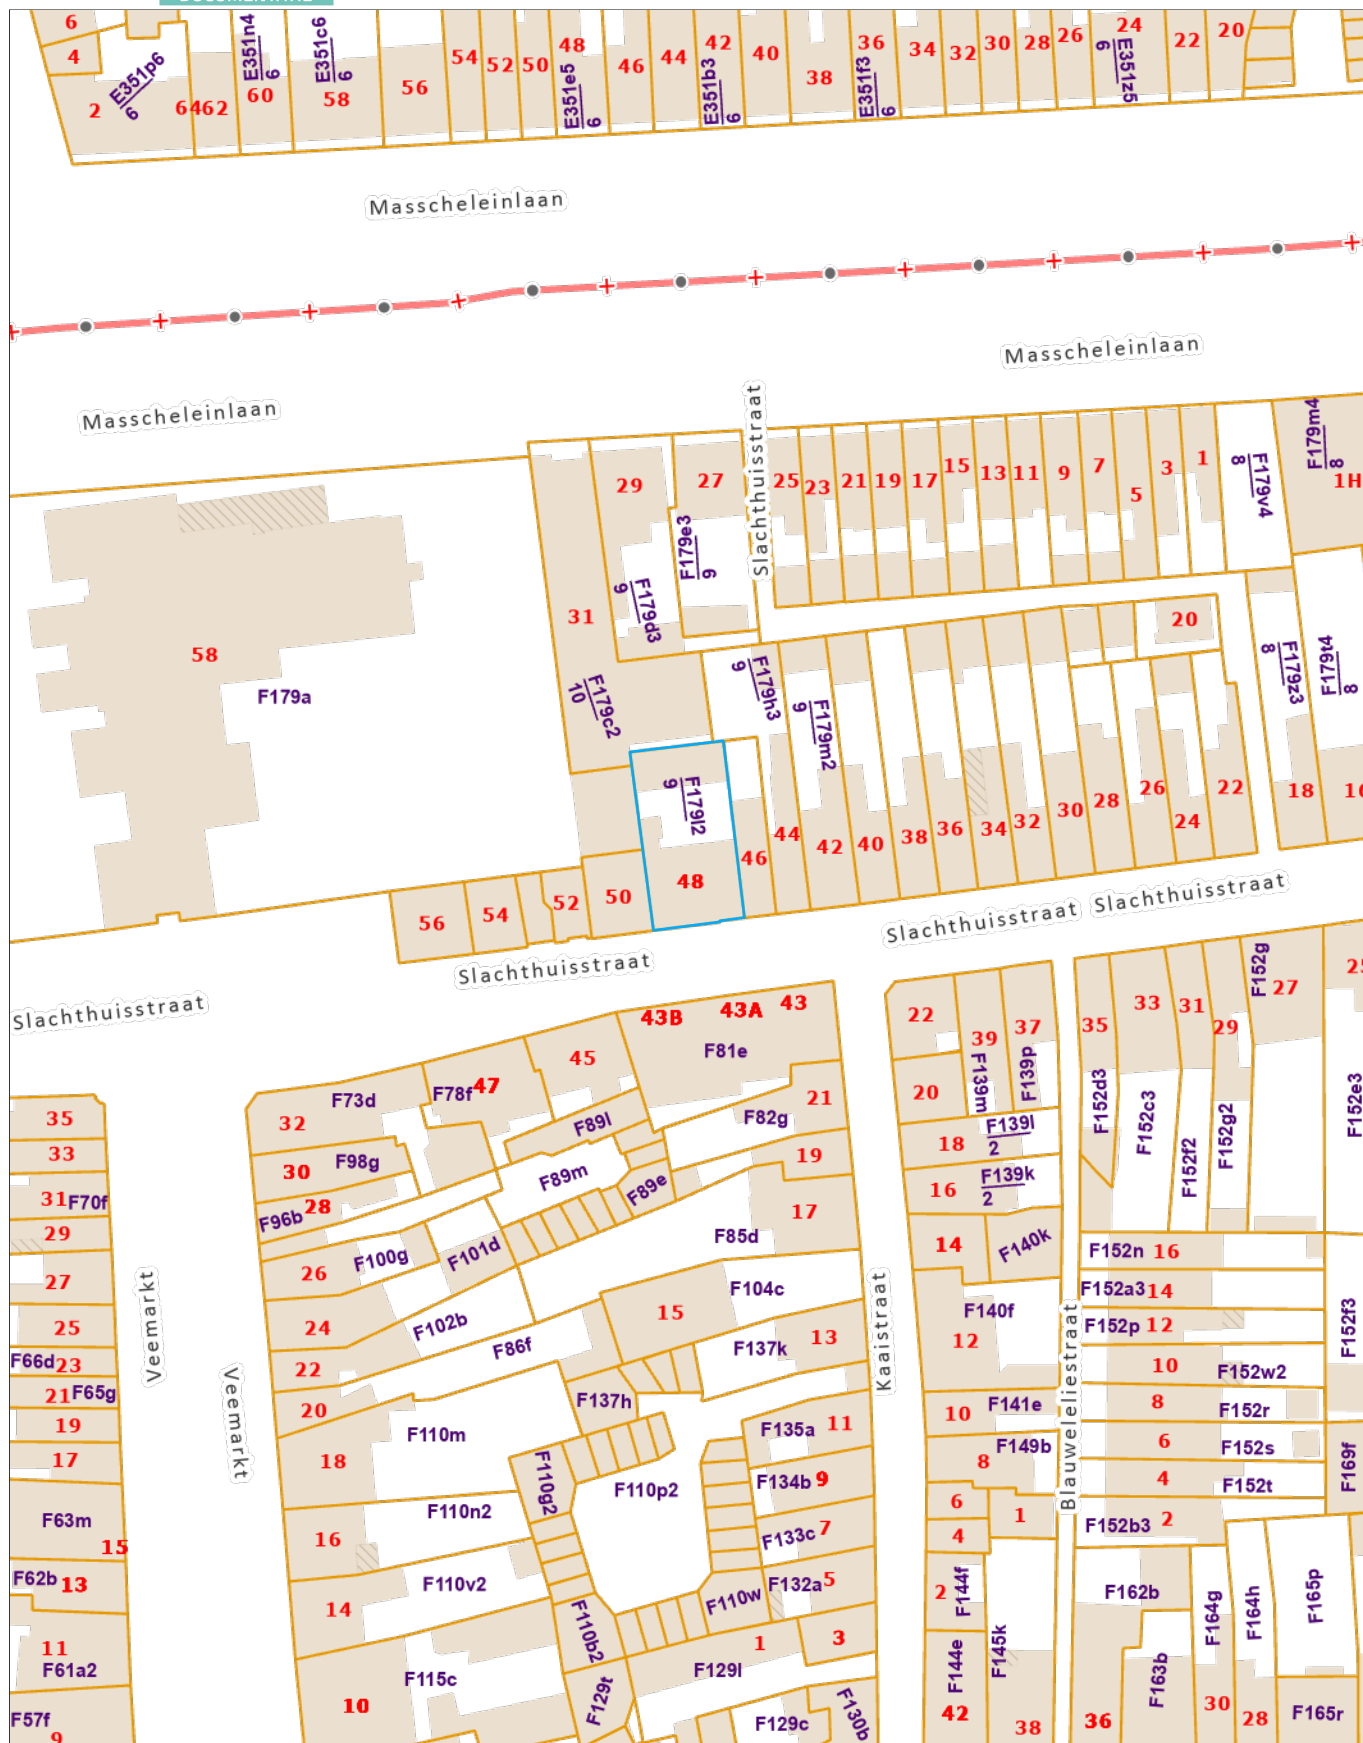 6
4
2
E351p6
6
64
62
E351n4
6
60
E351c6
6
58
56
54
52
50
48
E351e5
6
46
44
42
E351b3
6
40
38
36
E351f3
6
34
32
30
28
26
24
E351z5
6
22
20
Masscheleinlaan
Masscheleinlaan
Masscheleinlaan
Slachthuisstraat
29
27
25
23
21
19
17
15
13
11
9
7
5
3
1
F179v4
8
F179m4
8
1H
F179e3
9
F179d3
9
31
58
F179a
F179c2
10
F179h3
9
F179m2
9
20
F179z3
8
F179t4
8
F179l2
9
48
46
44
42
40
38
36
34
32
30
28
26
24
22
18
56
54
52
50
Slachthuisstraat
Slachthuisstraat
Slachthuisstraat
Slachthuisstraat
43B
43A
43
F81e
45
47
F78f
F73d
32
22
39
37
F139m
F139p
35
33
31
29
F152g
27
F152d3
F152c3
F152f2
F152g2
F152e3
35
33
31
F70f
29
27
25
F66d
23
21
F65g
19
17
F63m
15
F62b
13
11
F61a2
F57f
9
Veemarkt
Veemarkt
30
F98g
28
F96b
F89l
F89m
F89e
F82g
21
19
17
F85d
26
F100g
F101d
24
F102b
F86f
22
20
15
F104c
F137k
13
18
F110m
F137h
F135a
11
F110g2
F110p2
F134b
9
16
F110n2
F133c
7
14
F110v2
F132a
5
F110w
F110b2
1
3
10
F115c
F129l
F129t
F129c
F130b
Kaaistraat
20
18
F139l
2
16
F139k
2
14
F140k
F140f
12
10
F141e
8
F149b
6
4
1
2
F144f
F144e
42
F145k
38
Blauweleliestraat
F152n
16
F152a3
14
F152p
12
10
F152w2
8
F152r
6
F152s
4
F152t
F152b3
2
F152f3
F169f
F162b
F163b
36
F164g
30
F164h
28
F165p
F165r